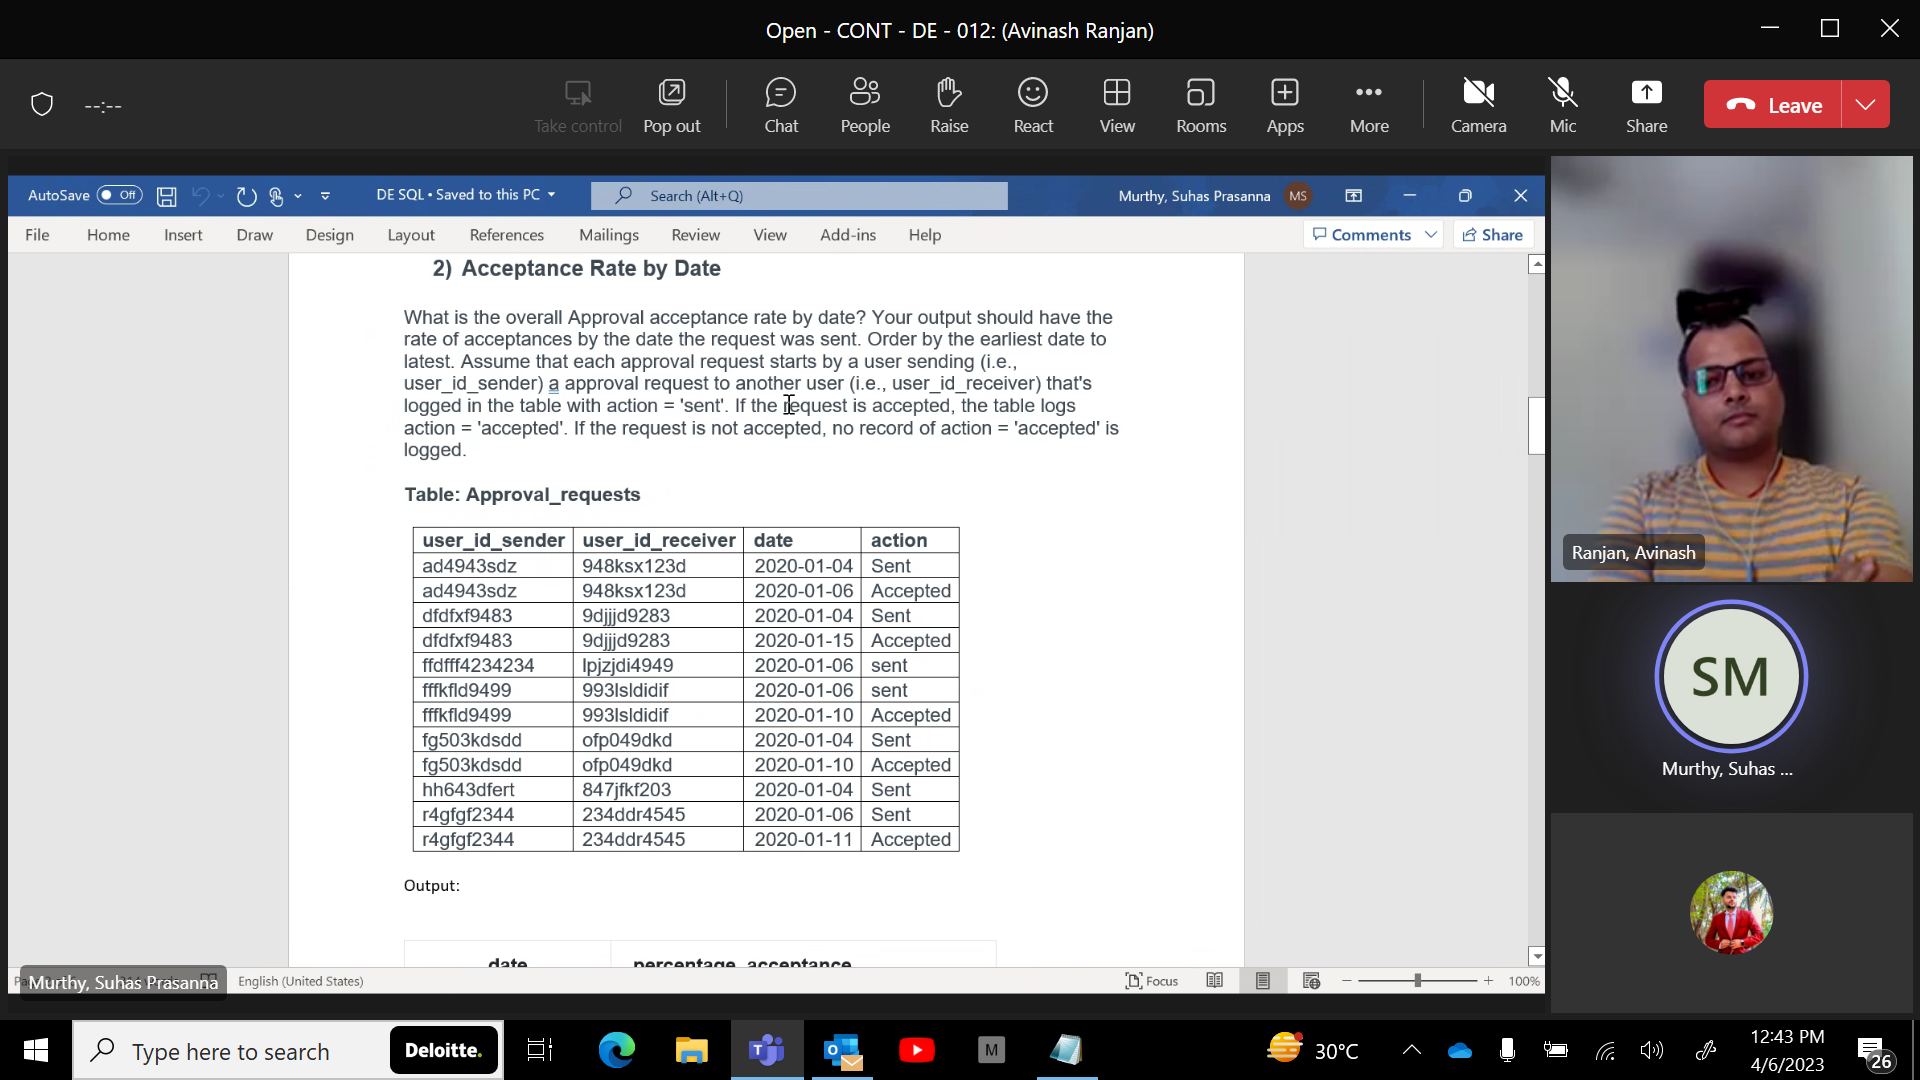 Open - CONT - DE - 012: (Avinash Ranjan)
--:--
Take control
Pop out
Chat
People
Raise
React
View
Rooms
Apps
More
Camera
Mic
Share
Leave
AutoSave Off
DE SQL • Saved to this PC
Search (Alt+Q)
Murthy, Suhas Prasanna
MS
File
Home
Insert
Draw
Design
Layout
References
Mailings
Review
View
Add-ins
Help
Comments
Share
2) Acceptance Rate by Date
What is the overall Approval acceptance rate by date? Your output should have the
rate of acceptances by the date the request was sent. Order by the earliest date to
latest. Assume that each approval request starts by a user sending (i.e.,
user_id_sender) a approval request to another user (i.e., user_id_receiver) that's
logged in the table with action = 'sent'. If the request is accepted, the table logs
action = 'accepted'. If the request is not accepted, no record of action = 'accepted' is
logged.
Table: Approval_requests
user_id_sender user_id_receiver date action
ad4943sdz 948ksx123d 2020-01-04 Sent
ad4943sdz 948ksx123d 2020-01-06 Accepted
dfdfxf9483 9djjjd9283 2020-01-04 Sent
dfdfxf9483 9djjjd9283 2020-01-15 Accepted
ffdfff4234234 lpjzjdi4949 2020-01-06 sent
fffkfld9499 993lsldidif 2020-01-06 sent
fffkfld9499 993lsldidif 2020-01-10 Accepted
fg503kdsdd ofp049dkd 2020-01-04 Sent
fg503kdsdd ofp049dkd 2020-01-10 Accepted
hh643dfert 847jfkf203 2020-01-04 Sent
r4gfgf2344 234ddr4545 2020-01-06 Sent
r4gfgf2344 234ddr4545 2020-01-11 Accepted
Output:
date percentage_acceptance
Murthy, Suhas Prasanna
English (United States)
Focus
100%
Ranjan, Avinash
SM
Murthy, Suhas ...
Type here to search
Deloitte.
M
30°C
12:43 PM
4/6/2023
26